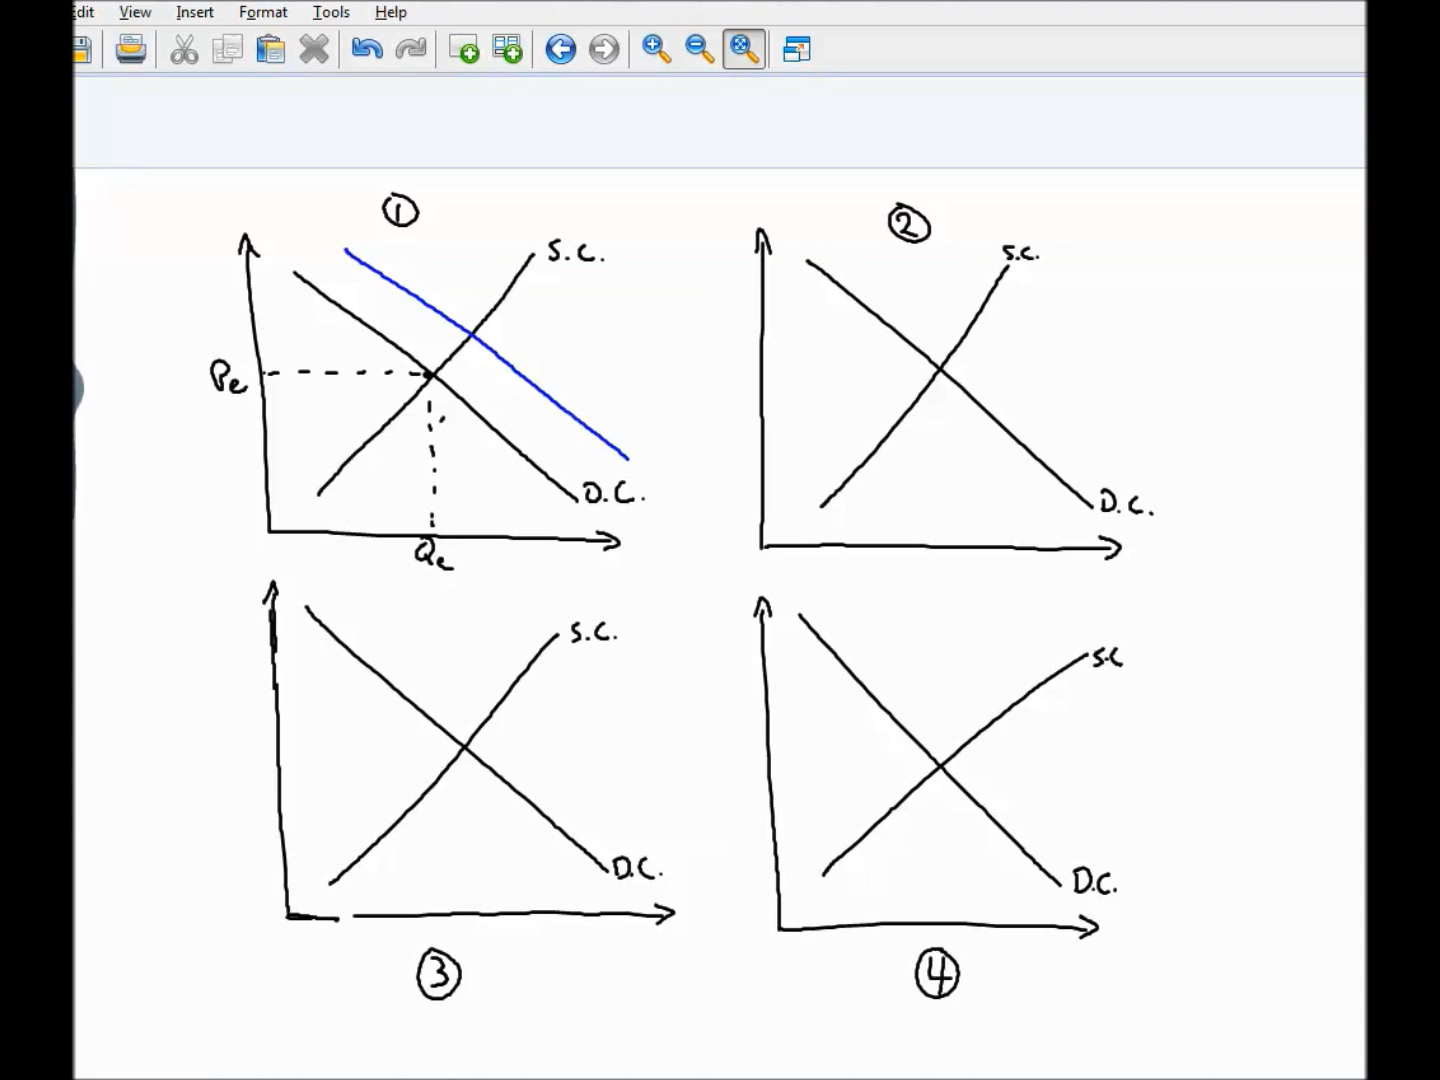 Edit View Insert Format Tools Help
① ②
S.C. S.C.
Pe
D.C. D.C.
Qe
S.C. S.C
D.C. D.C.
③ ④